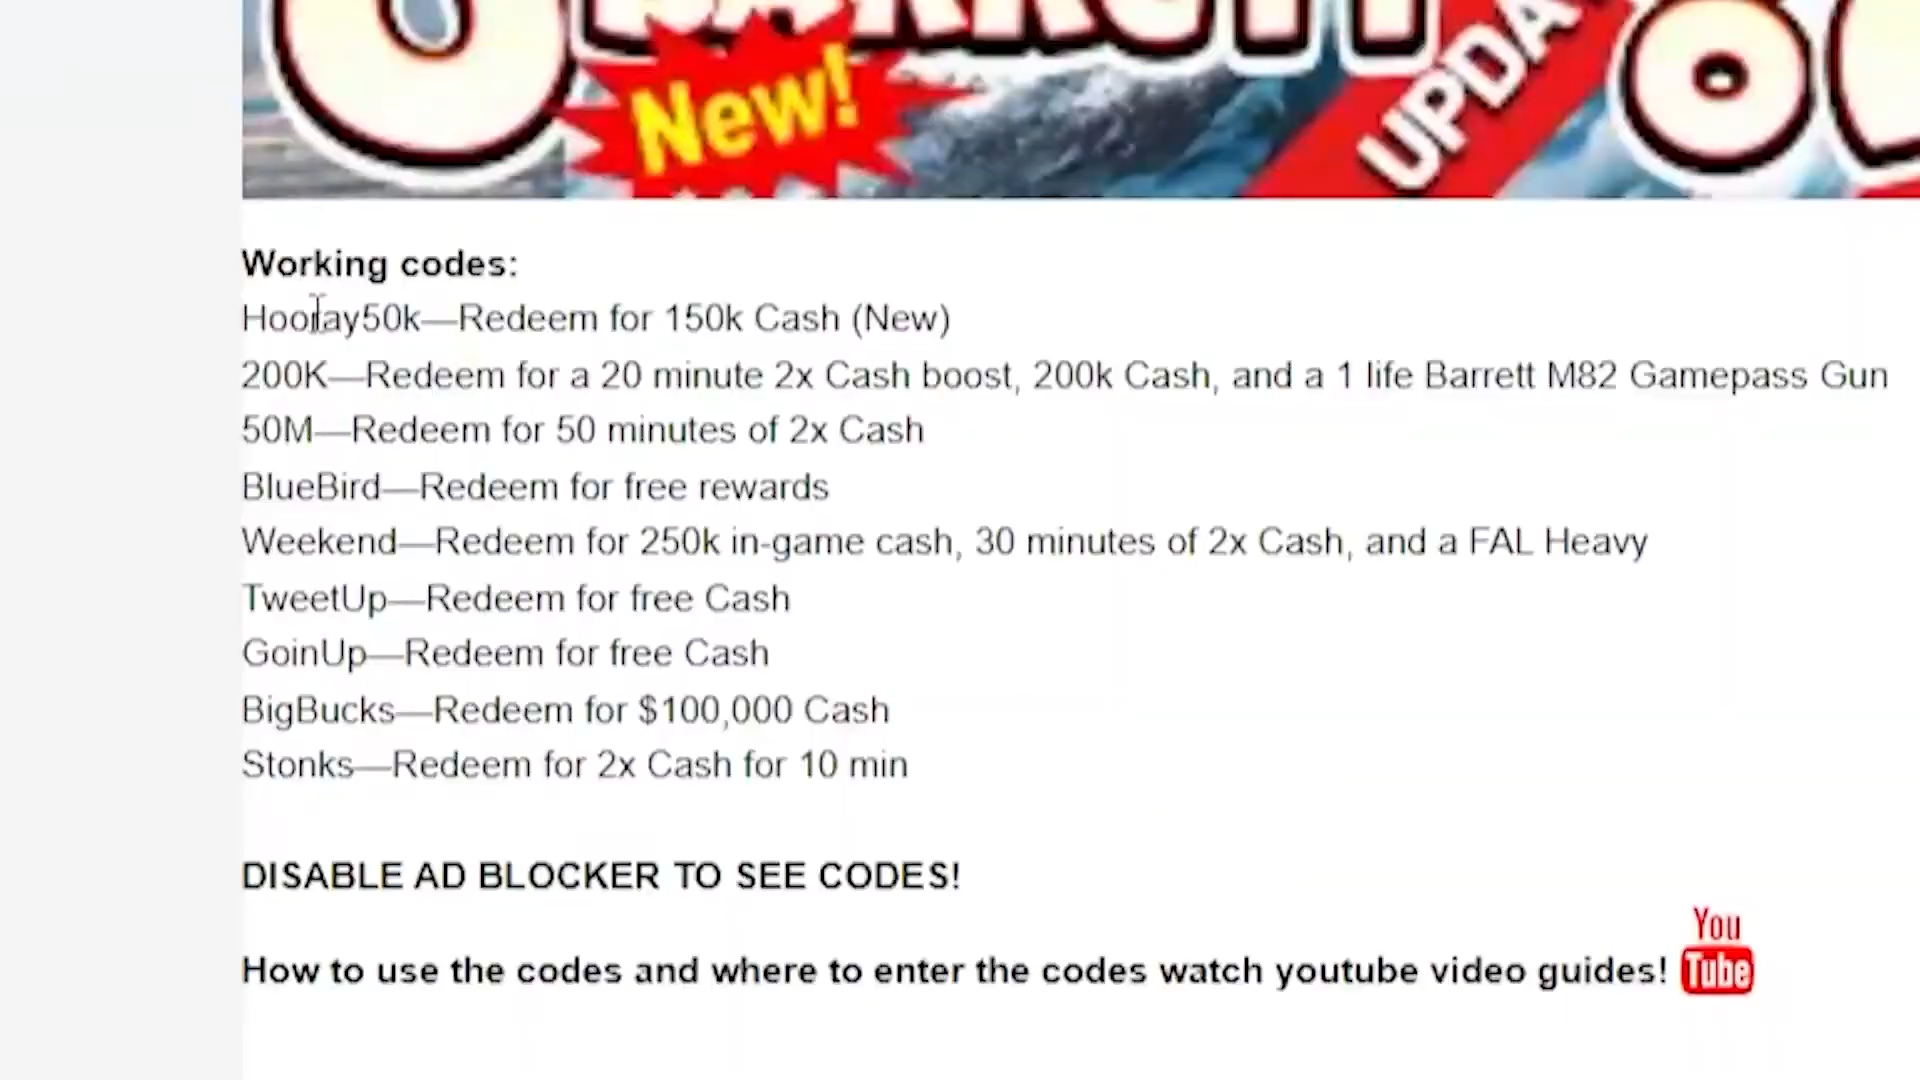 New!
UPDA
Working codes:
Hooray50k—Redeem for 150k Cash (New)
200K—Redeem for a 20 minute 2x Cash boost, 200k Cash, and a 1 life Barrett M82 Gamepass Gun
50M—Redeem for 50 minutes of 2x Cash
BlueBird—Redeem for free rewards
Weekend—Redeem for 250k in-game cash, 30 minutes of 2x Cash, and a FAL Heavy
TweetUp—Redeem for free Cash
GoinUp—Redeem for free Cash
BigBucks—Redeem for $100,000 Cash
Stonks—Redeem for 2x Cash for 10 min
DISABLE AD BLOCKER TO SEE CODES!
How to use the codes and where to enter the codes watch youtube video guides! You Tube